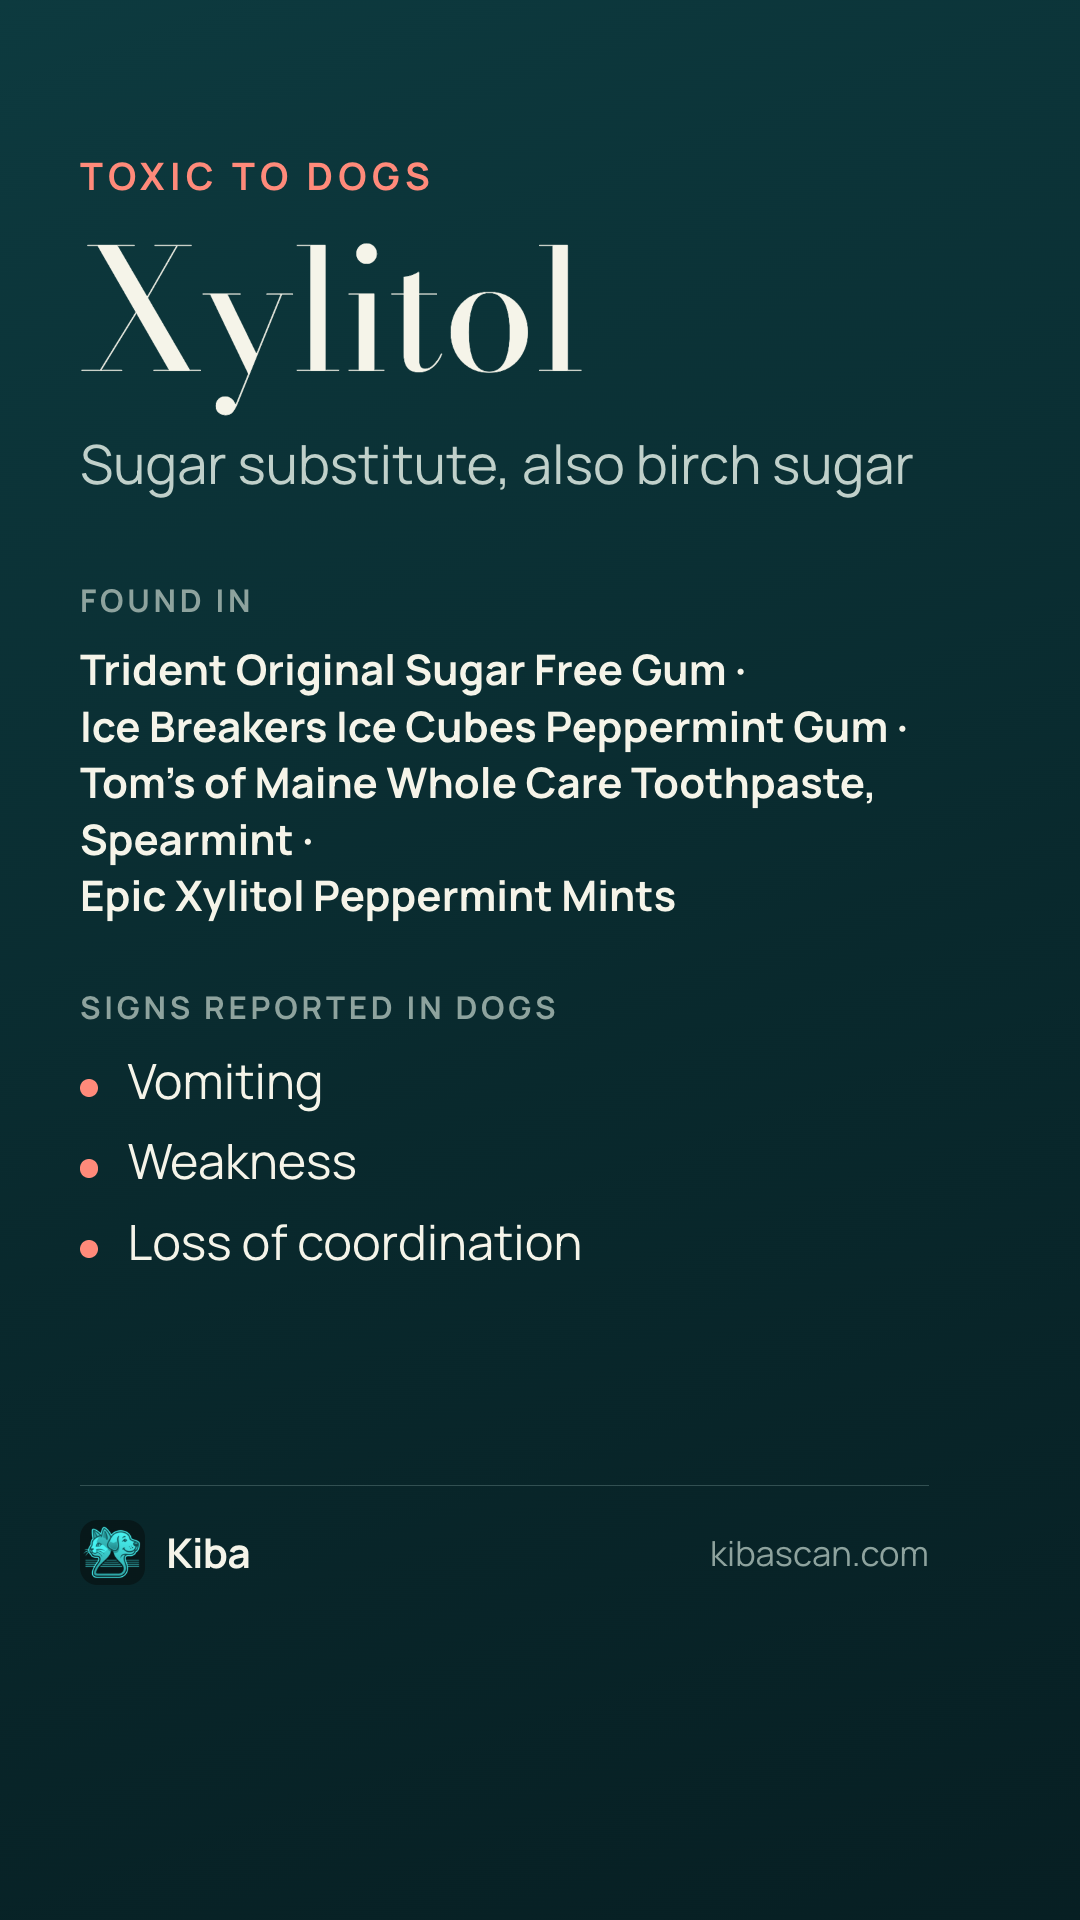 TOXIC TO DOGS
Xylitol
Sugar substitute, also birch sugar
FOUND IN
Trident Original Sugar Free Gum ·
Ice Breakers Ice Cubes Peppermint Gum ·
Tom’s of Maine Whole Care Toothpaste,
Spearmint ·
Epic Xylitol Peppermint Mints
SIGNS REPORTED IN DOGS
Vomiting
Weakness
Loss of coordination
Kiba
kibascan.com